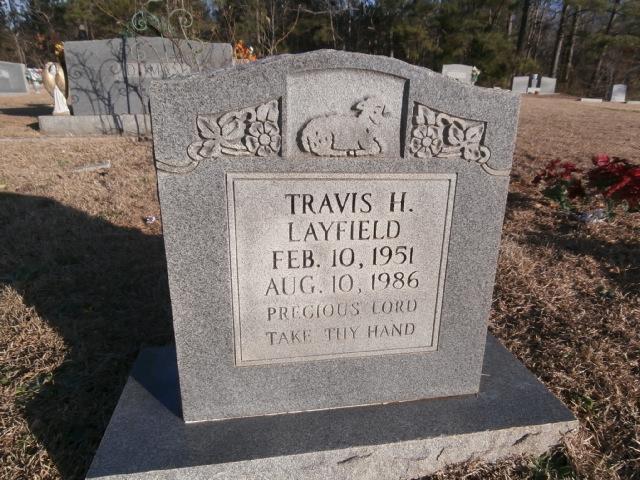 TRAVIS H.
LAYFIELD
FEB. 10, 1951
AUG. 10, 1986
PRECIOUS LORD
TAKE THY HAND